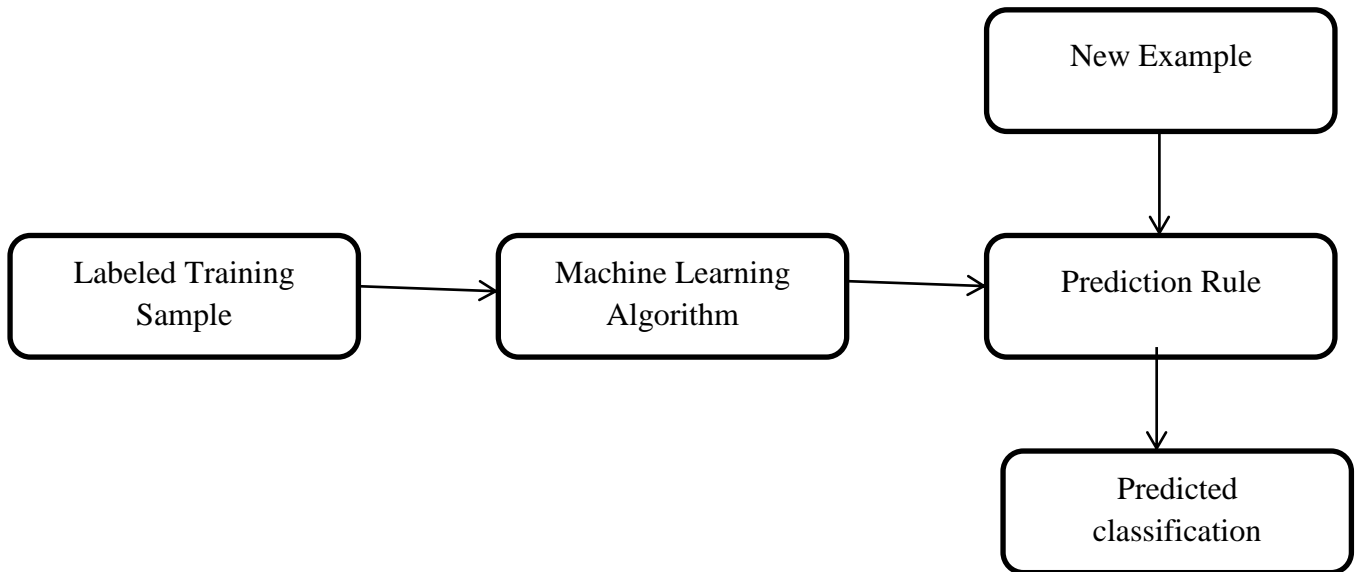 New Example
Labeled Training
Sample
Machine Learning
Algorithm
Prediction Rule
Predicted
classification